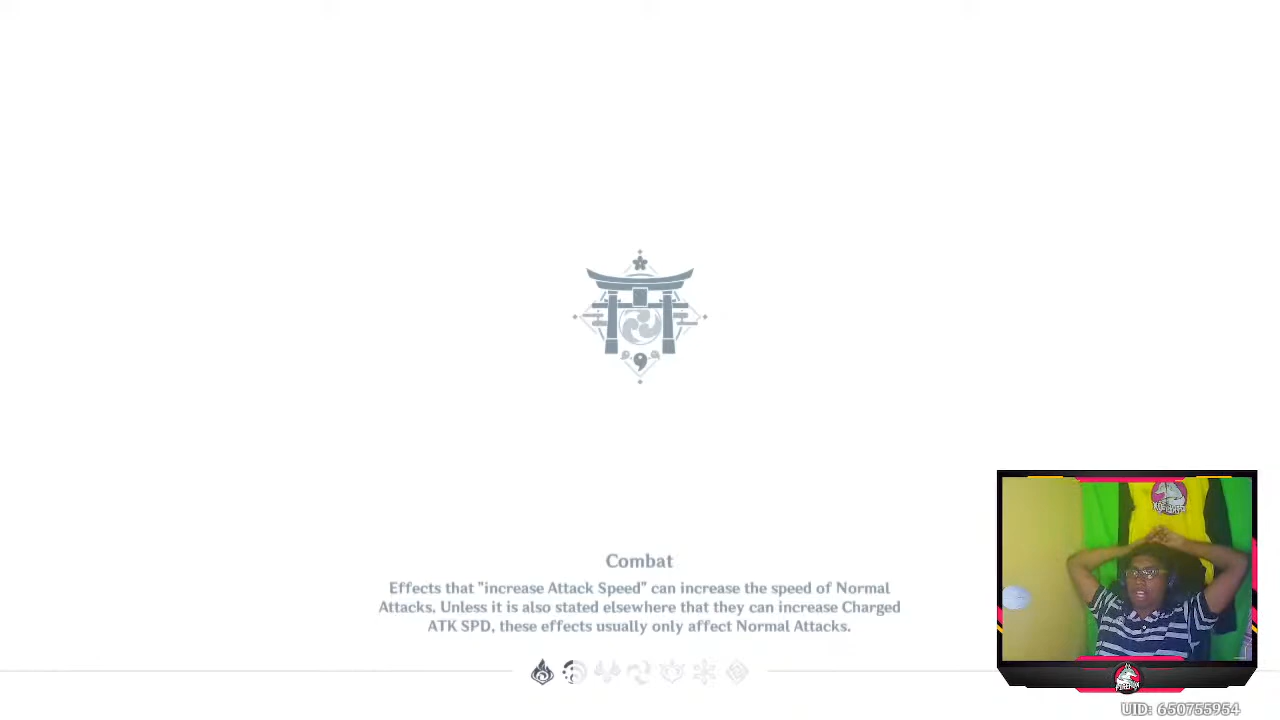 Combat
Effects that "increase Attack Speed" can increase the speed of Normal
Attacks. Unless it is also stated elsewhere that they can increase Charged
ATK SPD, these effects usually only affect Normal Attacks.
UID: 650755954